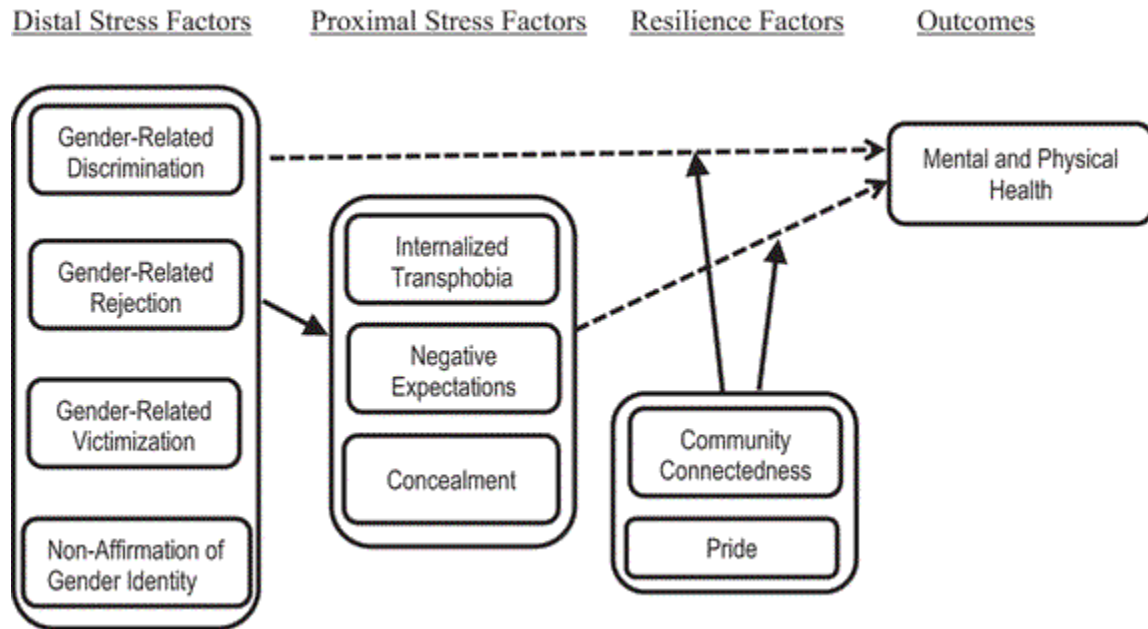 Distal Stress Factors
Proximal Stress Factors
Resilience Factors
Outcomes
Gender-Related
Discrimination
Gender-Related
Rejection
Gender-Related
Victimization
Non-Affirmation of
Gender Identity
Internalized
Transphobia
Negative
Expectations
Concealment
Community
Connectedness
Pride
Mental and Physical
Health